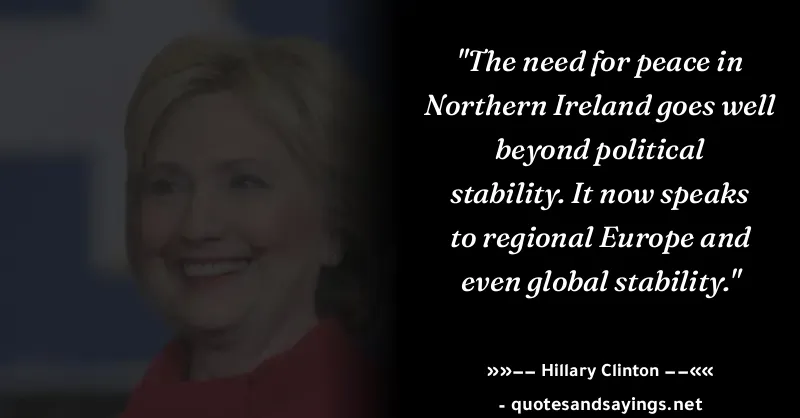 "The need for peace in
Northern Ireland goes well
beyond political
stability. It now speaks
to regional Europe and
even global stability."
»»−− Hillary Clinton −−««
- quotesandsayings.net